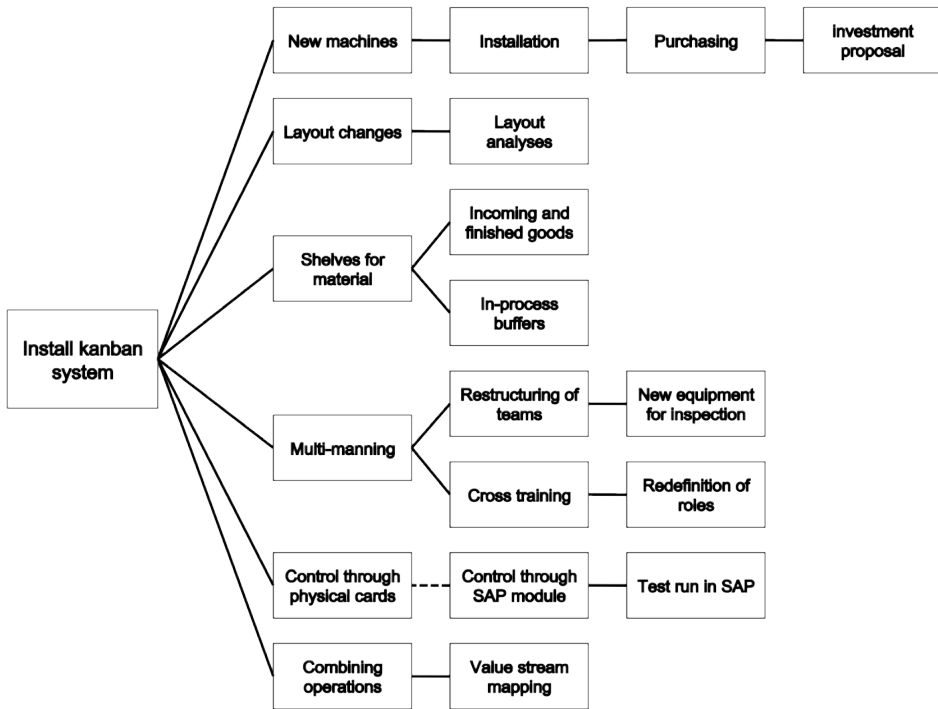 New machines
Installation
Purchasing
Investment
proposal
Layout changes
Layout
analyses
Shelves for
material
Incoming and
finished goods
In-process
buffers
Install kanban
system
Multi-manning
Restructuring of
teams
New equipment
for inspection
Cross training
Redefinition of
roles
Control through
physical cards
Control through
SAP module
Test run in SAP
Combining
operations
Value stream
mapping